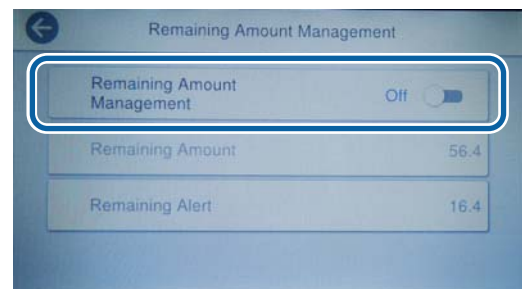 Remaining Amount Management
Remaining Amount
Management
Off
Remaining Amount
56.4
Remaining Alert
16.4